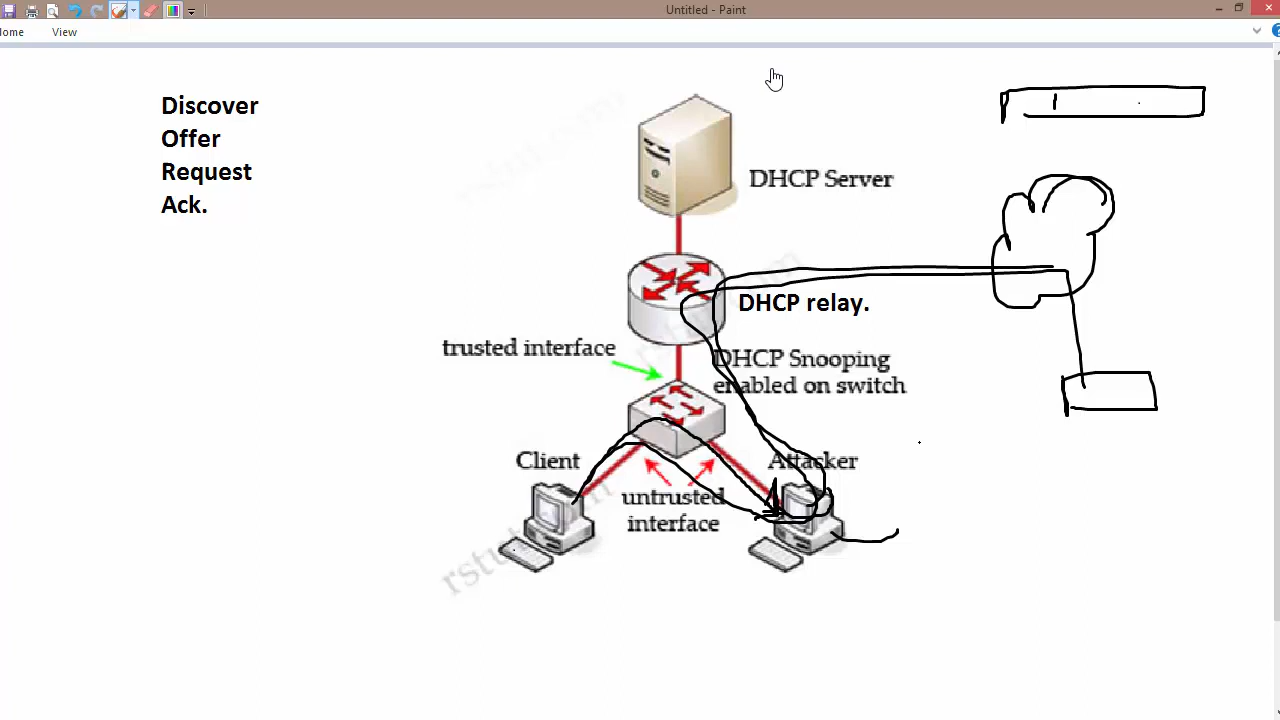 Untitled - Paint
ome
View
Discover
Offer
Request
Ack.
DHCP Server
DHCP relay.
trusted interface
DHCP Snooping
enabled on switch
Client
Attacker
untrusted
interface